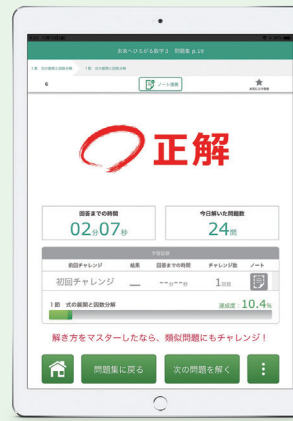 未来へひろがる数学3 問題集 p.19
1章 式の展開と因数分解 1節 式の展開と因数分解
6 ノート提出
正解
回答までの時間 今日解いた問題数
02分07秒 24問
学習記録
前回チャレンジ 結果 回答までの時間 チャレンジ数 ノート
初回チャレンジ __ --分--秒 1回目
1節 式の展開と因数分解 達成度：10.4%
解き方をマスターしたなら、類似問題にもチャレンジ！
問題集に戻る 次の問題を解く